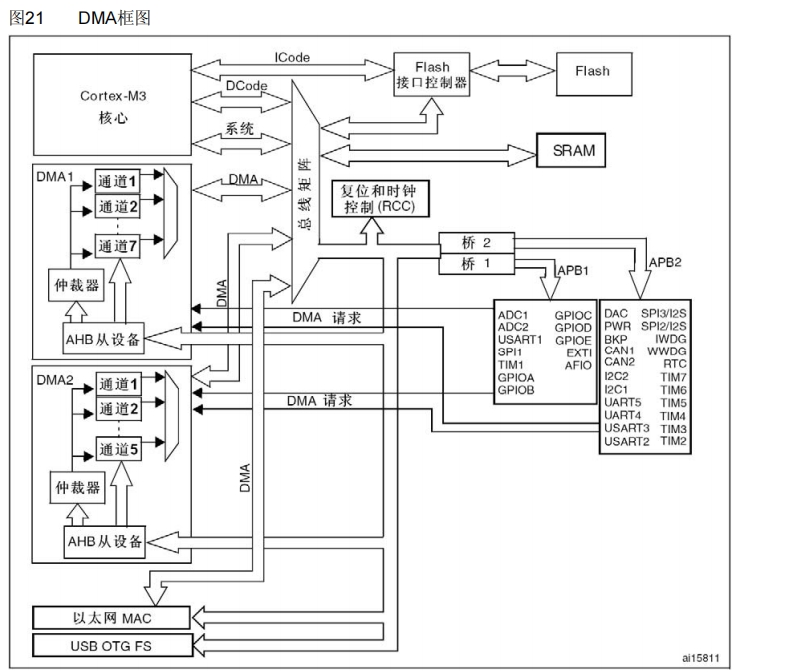 图21 DMA框图
Cortex-M3
核心
ICode
DCode
系统
Flash
接口控制器
Flash
SRAM
总线矩阵
DMA1
通道1
通道2
通道7
仲裁器
AHB从设备
DMA
复位和时钟
控制(RCC)
桥 2
桥 1
APB1
APB2
DMA
DMA 请求
ADC1
ADC2
USART1
SPI1
TIM1
GPIOA
GPIOB
GPIOC
GPIOD
GPIOE
EXTI
AFIO
DAC
PWR
BKP
CAN1
CAN2
I2C2
I2C1
UART5
UART4
USART3
USART2
SPI3/I2S
SPI2/I2S
IWDG
WWDG
RTC
TIM7
TIM6
TIM5
TIM4
TIM3
TIM2
DMA2
通道1
通道2
通道5
仲裁器
AHB从设备
DMA 请求
DMA
以太网 MAC
USB OTG FS
ai15811